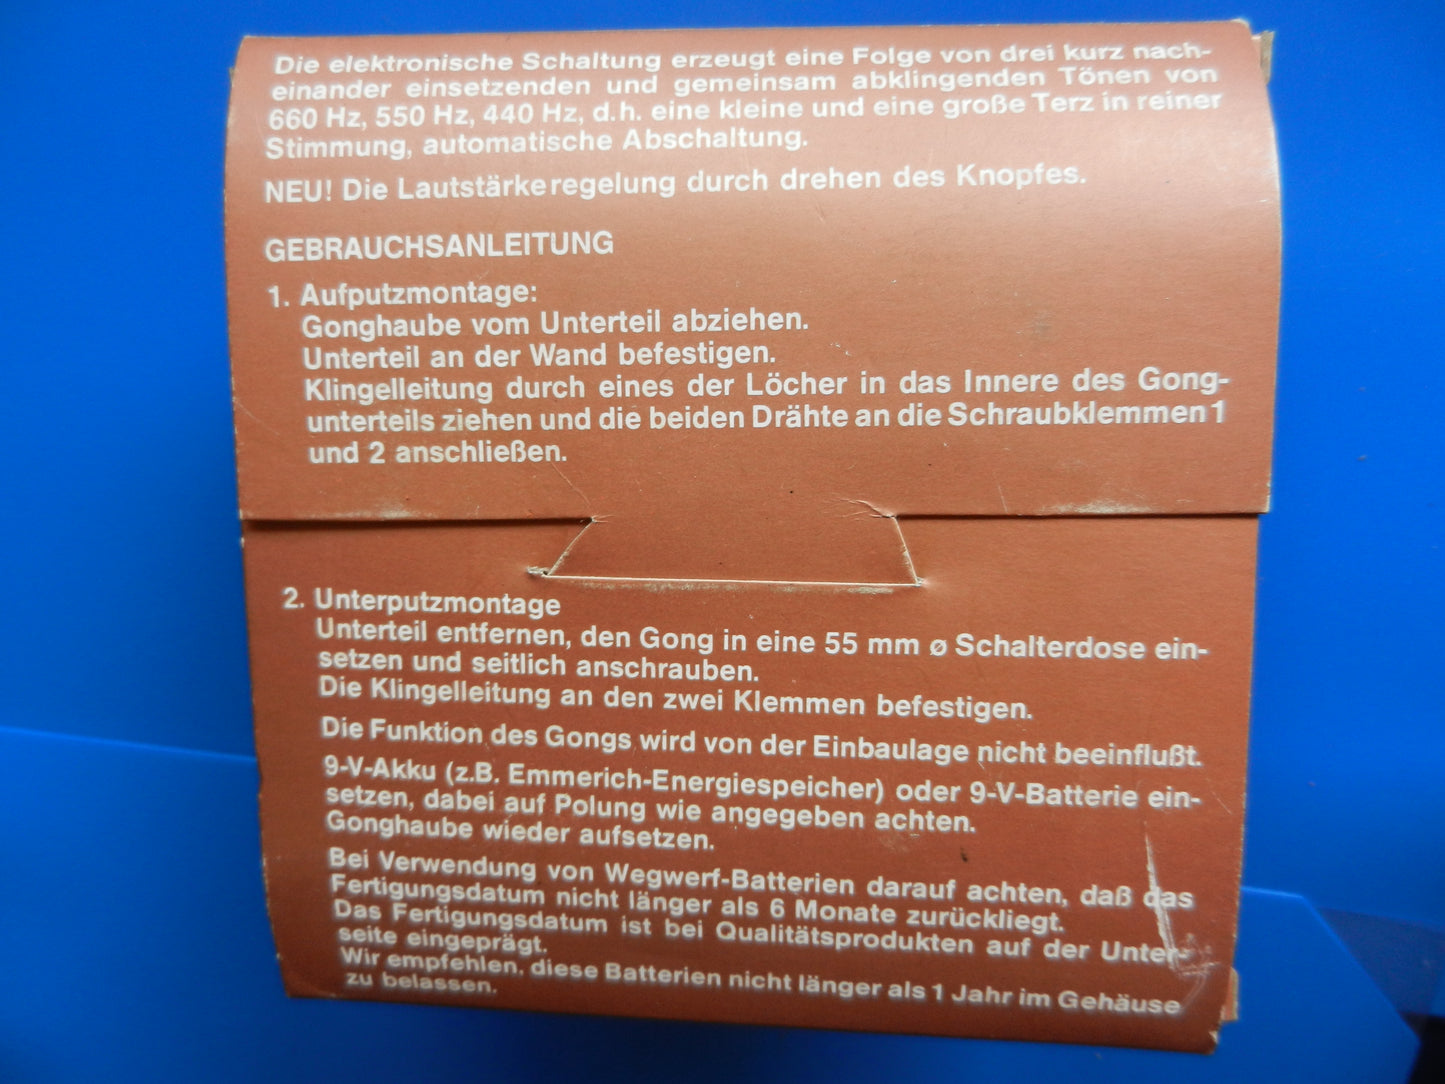 Die elektronische Schaltung erzeugt eine Folge von drei kurz nach-
einander einsetzenden und gemeinsam abklingenden Tönen von
660 Hz, 550 Hz, 440 Hz, d.h. eine kleine und eine große Terz in reiner
Stimmung, automatische Abschaltung.
NEU! Die Lautstärkeregelung durch drehen des Knopfes.
GEBRAUCHSANLEITUNG
1. Aufputzmontage:
Gonghaube vom Unterteil abziehen.
Unterteil an der Wand befestigen.
Klingelleitung durch eines der Löcher in das Innere des Gong-
unterteils ziehen und die beiden Drähte an die Schraubklemmen 1
und 2 anschließen.
2. Unterputzmontage
Unterteil entfernen, den Gong in eine 55 mm ø Schalterdose ein-
setzen und seitlich anschrauben.
Die Klingelleitung an den zwei Klemmen befestigen.
Die Funktion des Gongs wird von der Einbaulage nicht beeinflußt.
9-V-Akku (z.B. Emmerich-Energiespeicher) oder 9-V-Batterie ein-
setzen, dabei auf Polung wie angegeben achten.
Gonghaube wieder aufsetzen.
Bei Verwendung von Wegwerf-Batterien darauf achten, daß das
Fertigungsdatum nicht länger als 6 Monate zurückliegt.
Das Fertigungsdatum ist bei Qualitätsprodukten auf der Unter-
seite eingeprägt.
Wir empfehlen, diese Batterien nicht länger als 1 Jahr im Gehäuse
zu belassen.